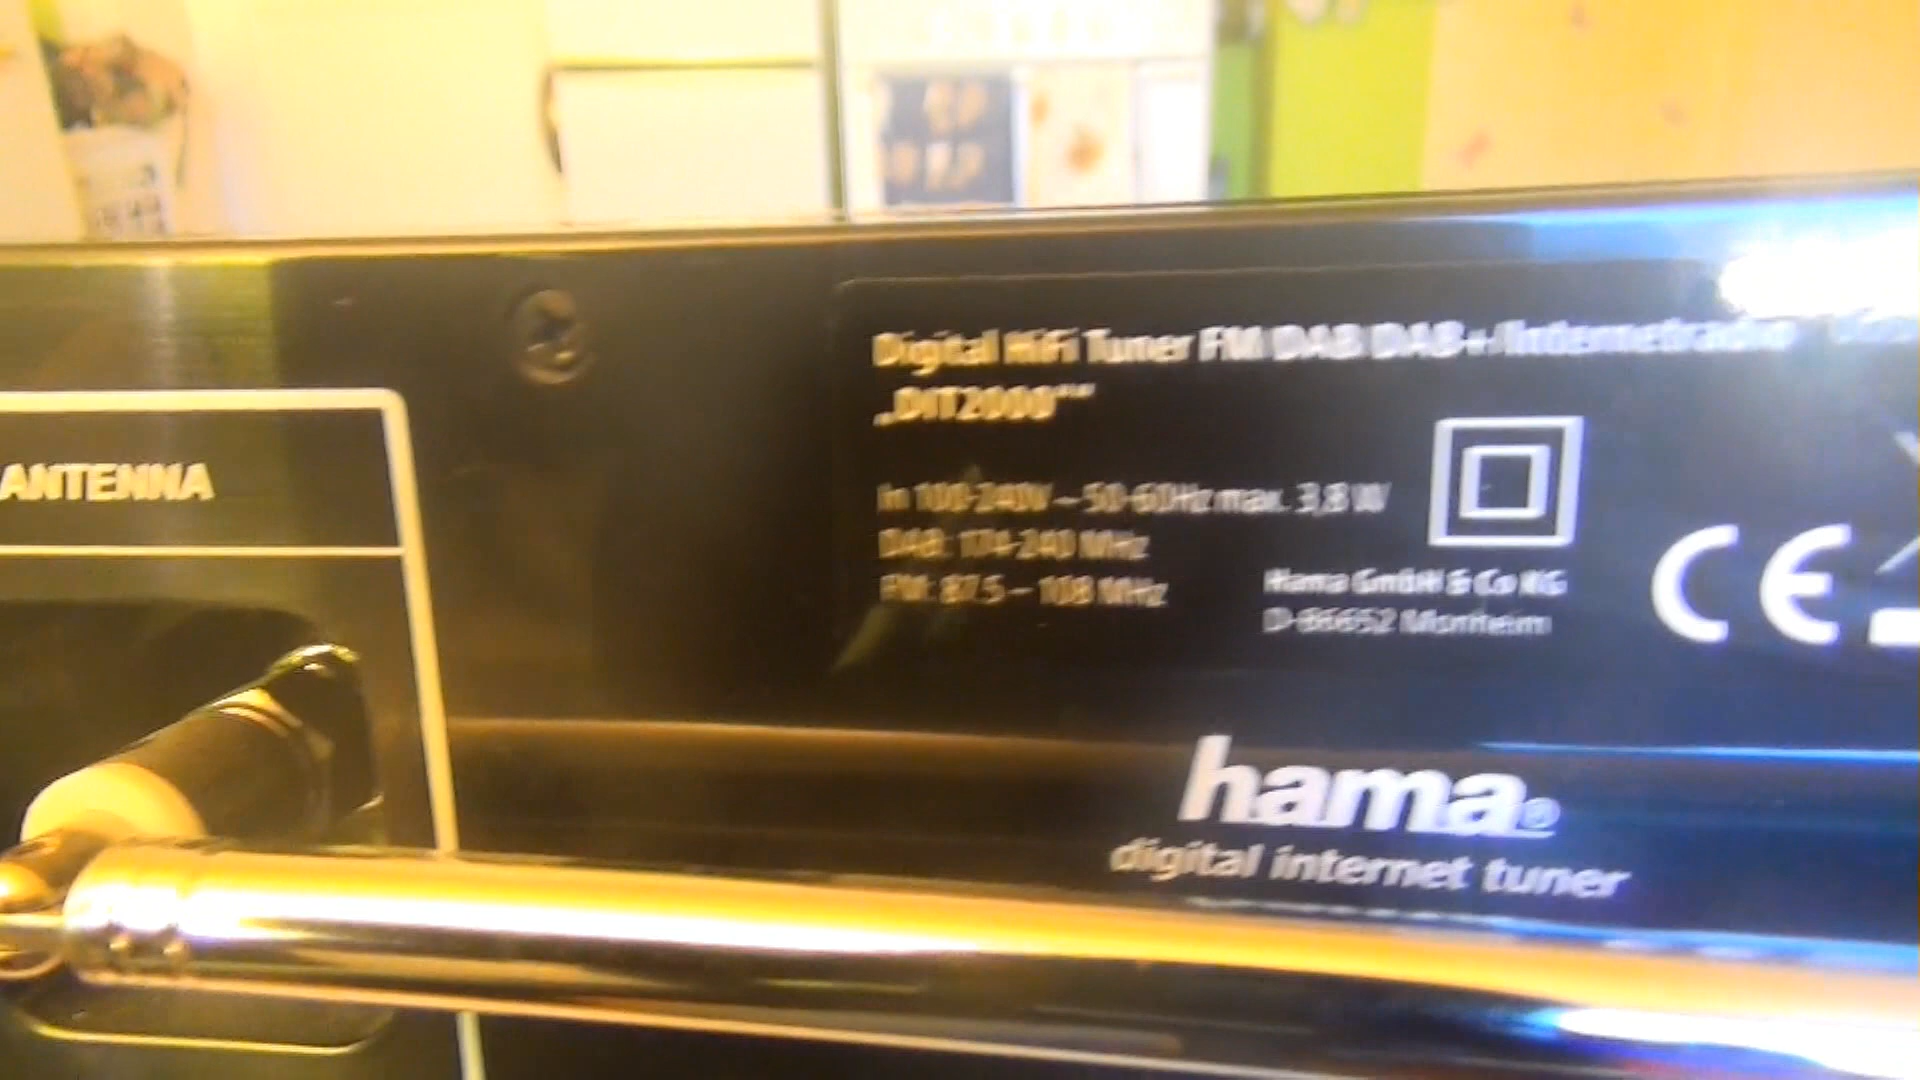 Digital HiFi Tuner FM/DAB/DAB+/Internetradio
„DIT2000"
In 100-240V ~ 50-60Hz max. 3,8 W
DAB: 174-240 MHz
FM: 87.5 – 108 MHz
Hama GmbH & Co KG
D-86652 Monheim
CE
ANTENNA
hama®
digital internet tuner